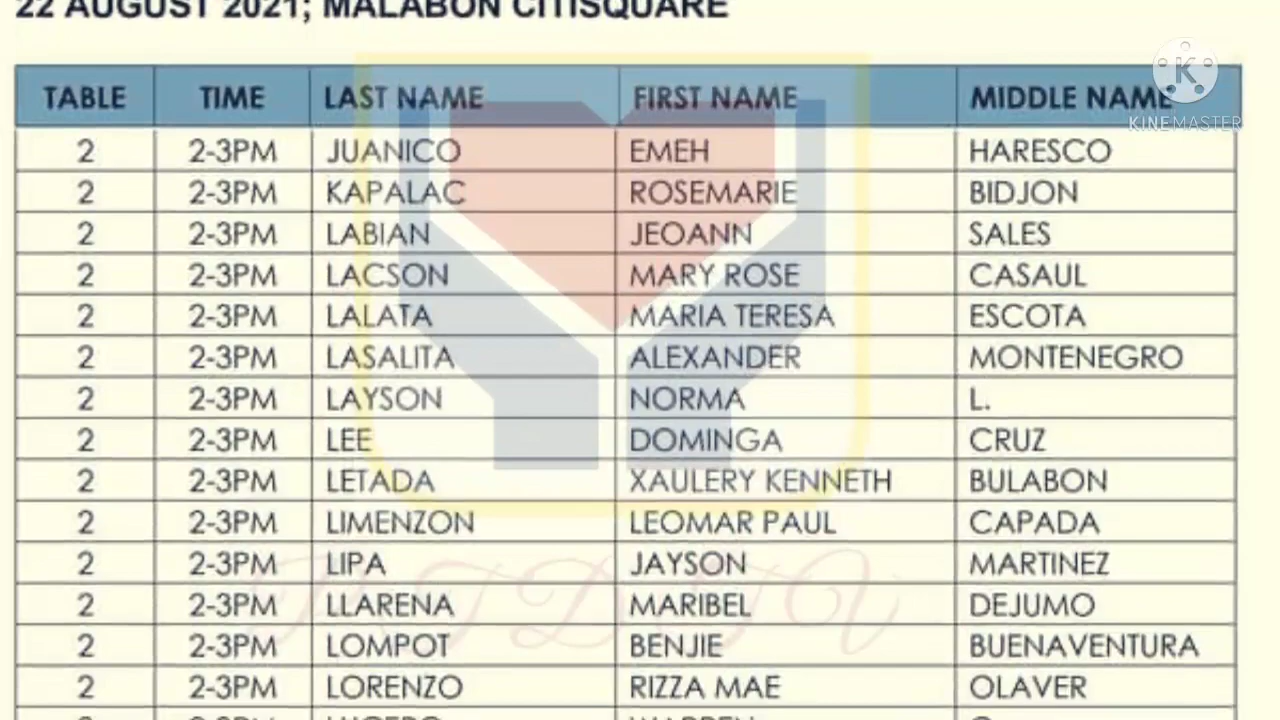 22 AUGUST 2021; MALABON CITISQUARE
TABLE TIME LAST NAME FIRST NAME MIDDLE NAME
KINEMASTER
2 2-3PM JUANICO EMEH HARESCO
2 2-3PM KAPALAC ROSEMARIE BIDJON
2 2-3PM LABIAN JEOANN SALES
2 2-3PM LACSON MARY ROSE CASAUL
2 2-3PM LALATA MARIA TERESA ESCOTA
2 2-3PM LASALITA ALEXANDER MONTENEGRO
2 2-3PM LAYSON NORMA L.
2 2-3PM LEE DOMINGA CRUZ
2 2-3PM LETADA XAULERY KENNETH BULABON
2 2-3PM LIMENZON LEOMAR PAUL CAPADA
2 2-3PM LIPA JAYSON MARTINEZ
2 2-3PM LLARENA MARIBEL DEJUMO
2 2-3PM LOMPOT BENJIE BUENAVENTURA
2 2-3PM LORENZO RIZZA MAE OLAVER